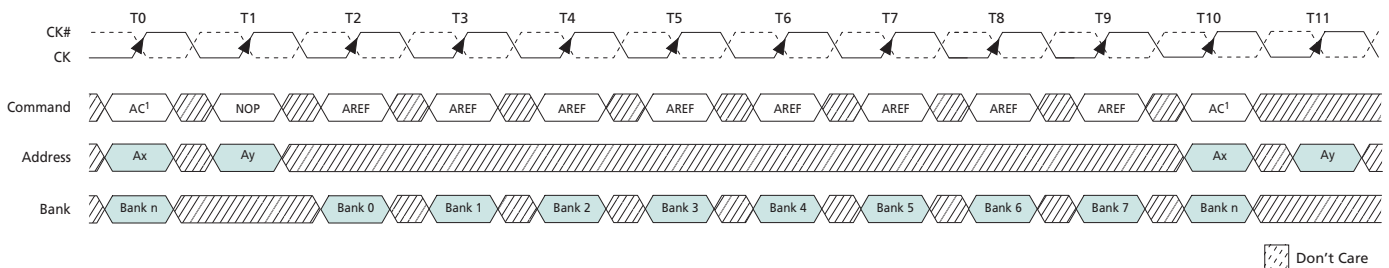 T0 T1 T2 T3 T4 T5 T6 T7 T8 T9 T10 T11
CK#
CK
Command AC¹ NOP AREF AREF AREF AREF AREF AREF AREF AREF AC¹
Address Ax Ay Ax Ay
Bank Bank n Bank 0 Bank 1 Bank 2 Bank 3 Bank 4 Bank 5 Bank 6 Bank 7 Bank n
Don't Care